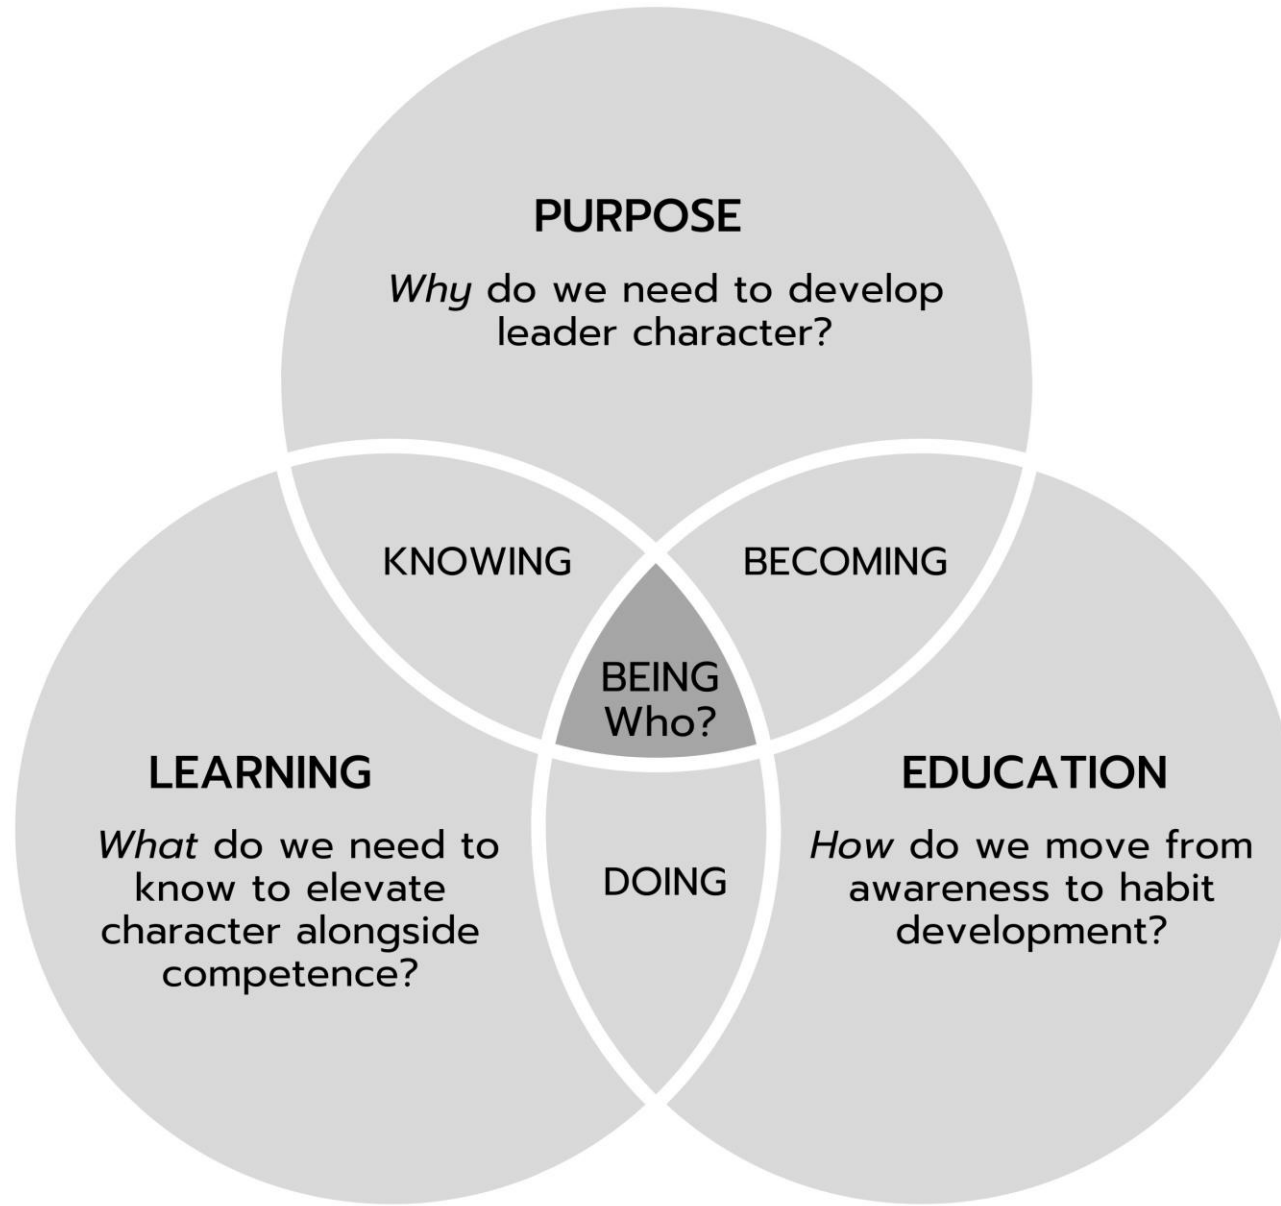 PURPOSE
Why do we need to develop
leader character?
KNOWING
BECOMING
BEING
Who?
LEARNING
What do we need to
know to elevate
character alongside
competence?
DOING
EDUCATION
How do we move from
awareness to habit
development?